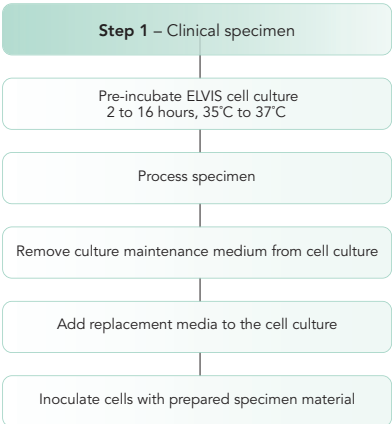 Step 1 – Clinical specimen
Pre-incubate ELVIS cell culture
2 to 16 hours, 35˚C to 37˚C
Process specimen
Remove culture maintenance medium from cell culture
Add replacement media to the cell culture
Inoculate cells with prepared specimen material